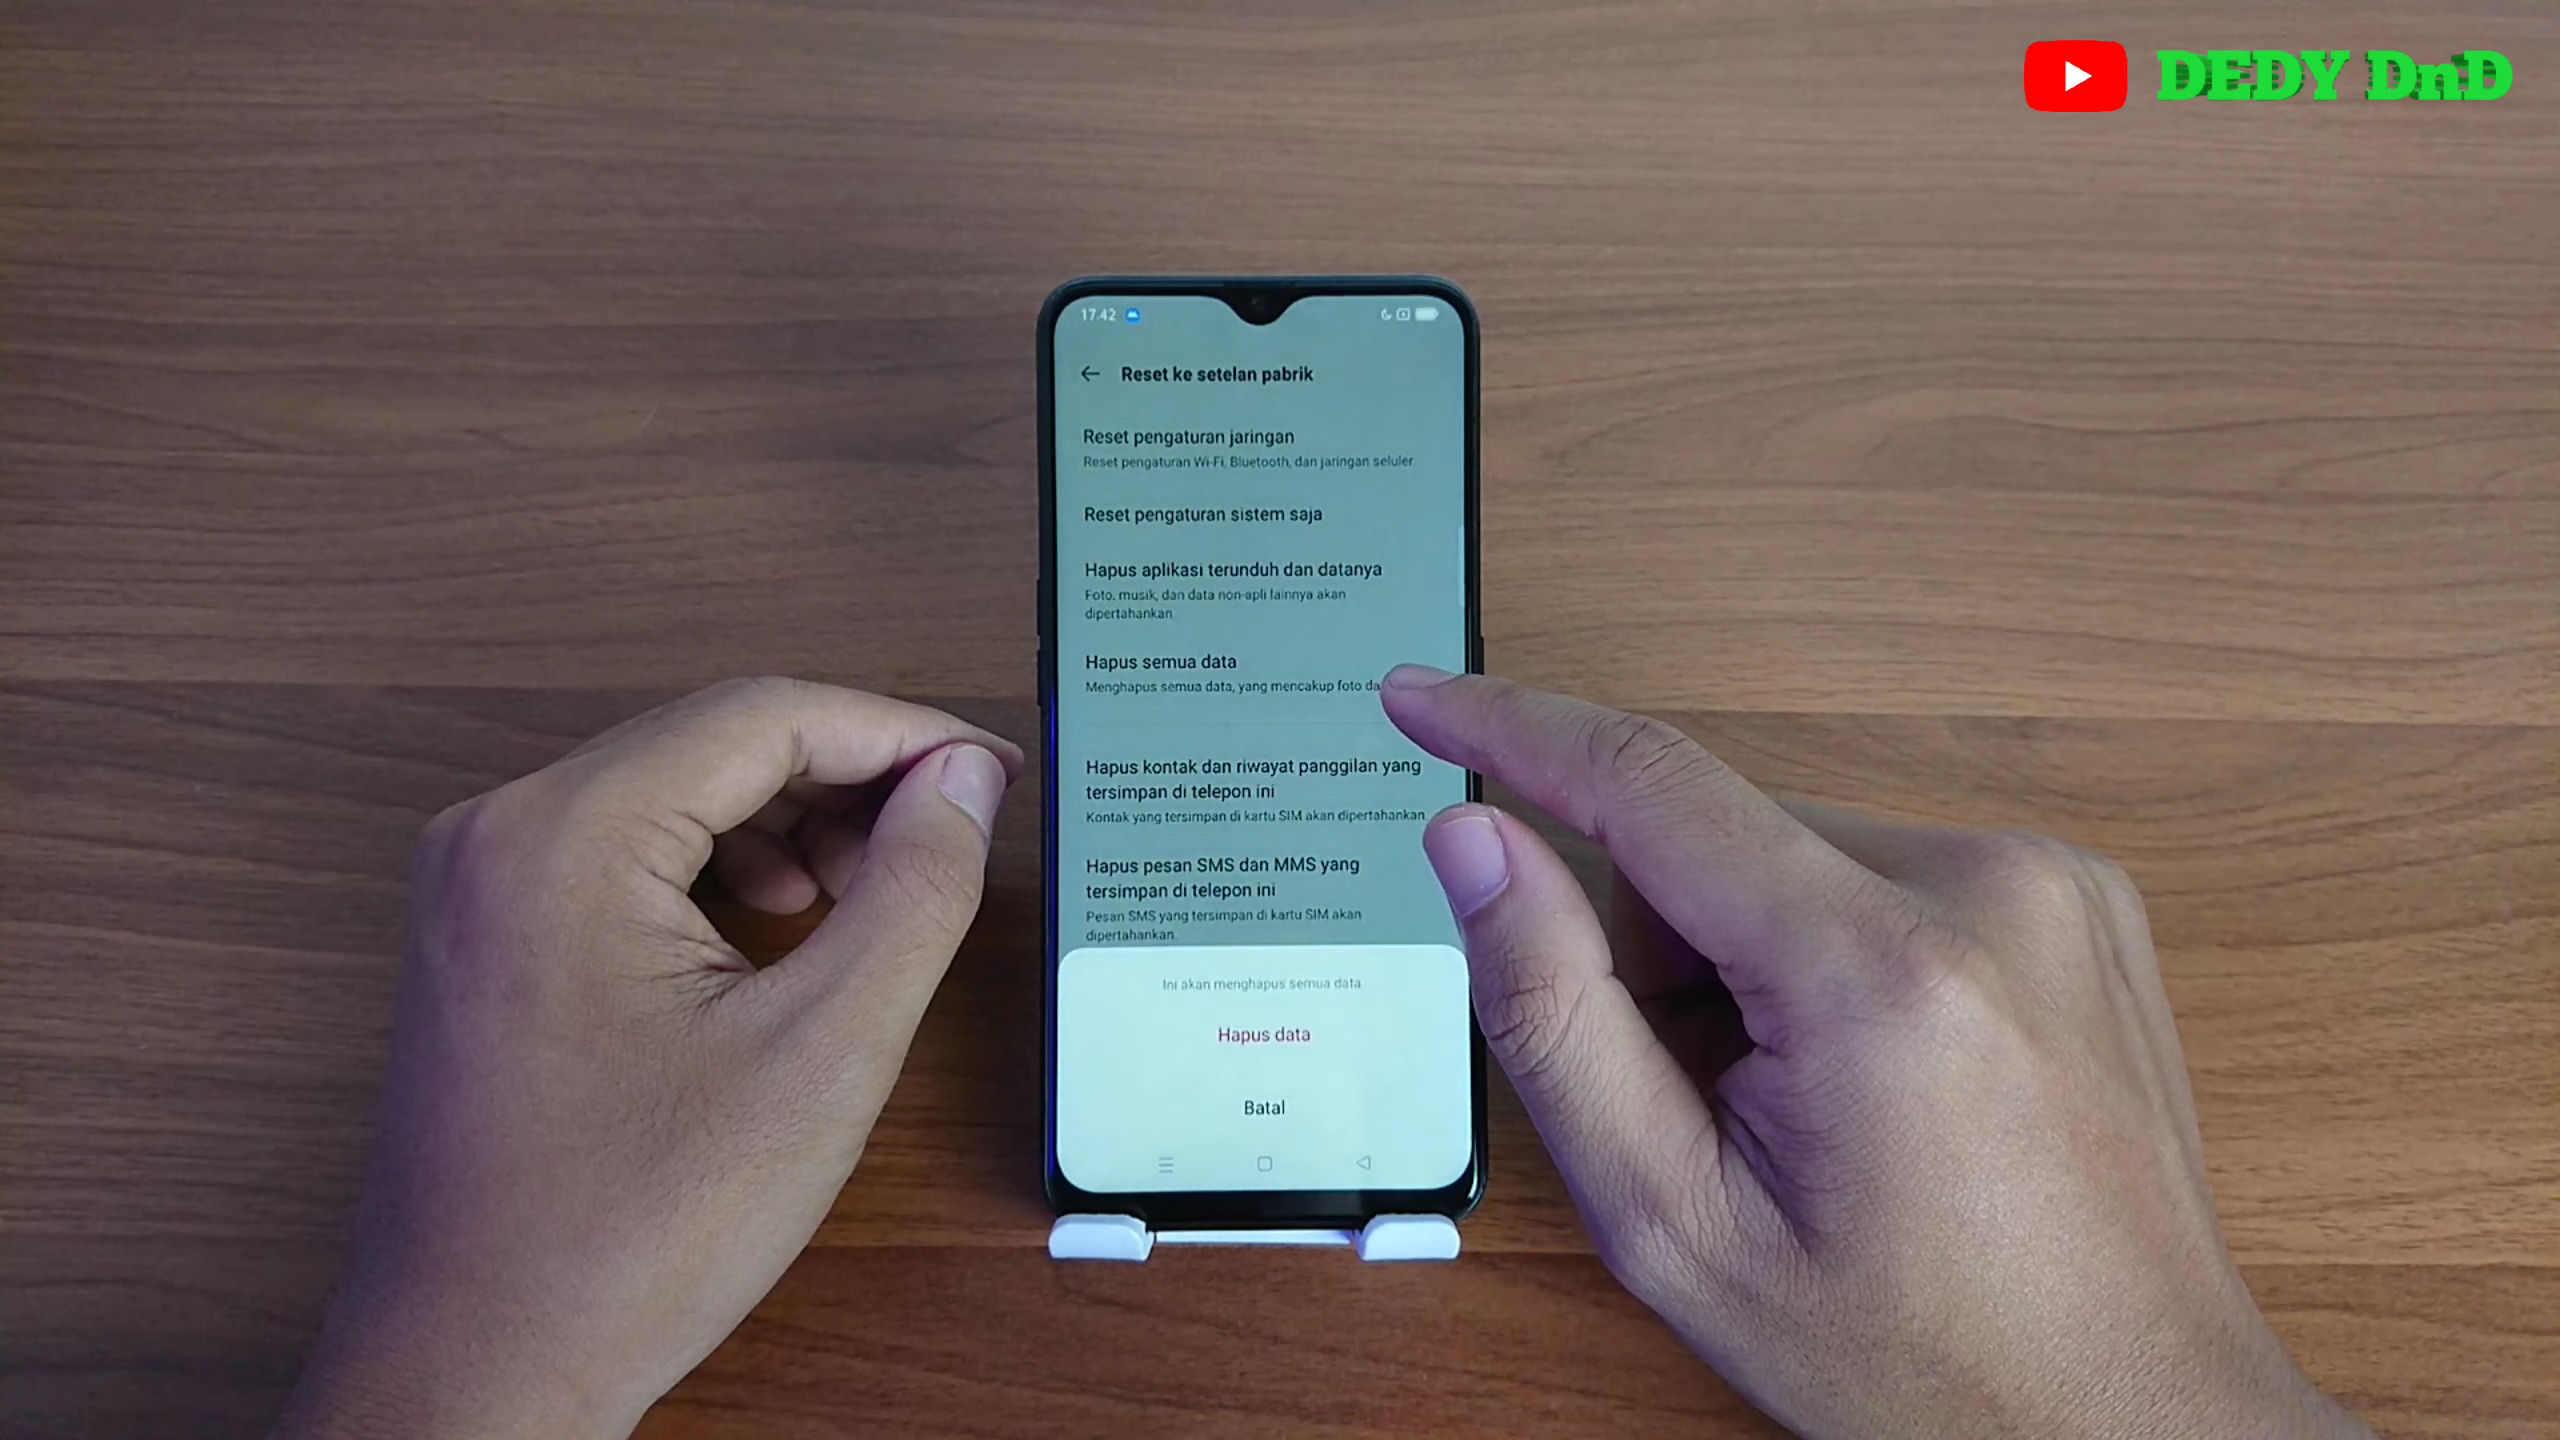 DEDY DnD
17.42
Reset ke setelan pabrik
Reset pengaturan jaringan
Reset pengaturan Wi-Fi, Bluetooth, dan jaringan seluler.
Reset pengaturan sistem saja
Hapus aplikasi terunduh dan datanya
Foto, musik, dan data non-apli lainnya akan
dipertahankan.
Hapus semua data
Menghapus semua data, yang mencakup foto
Hapus kontak dan riwayat panggilan yang
tersimpan di telepon ini
Kontak yang tersimpan di kartu SIM akan dipertahankan.
Hapus pesan SMS dan MMS yang
tersimpan di telepon ini
Pesan SMS yang tersimpan di kartu SIM akan
dipertahankan.
Ini akan menghapus semua data
Hapus data
Batal